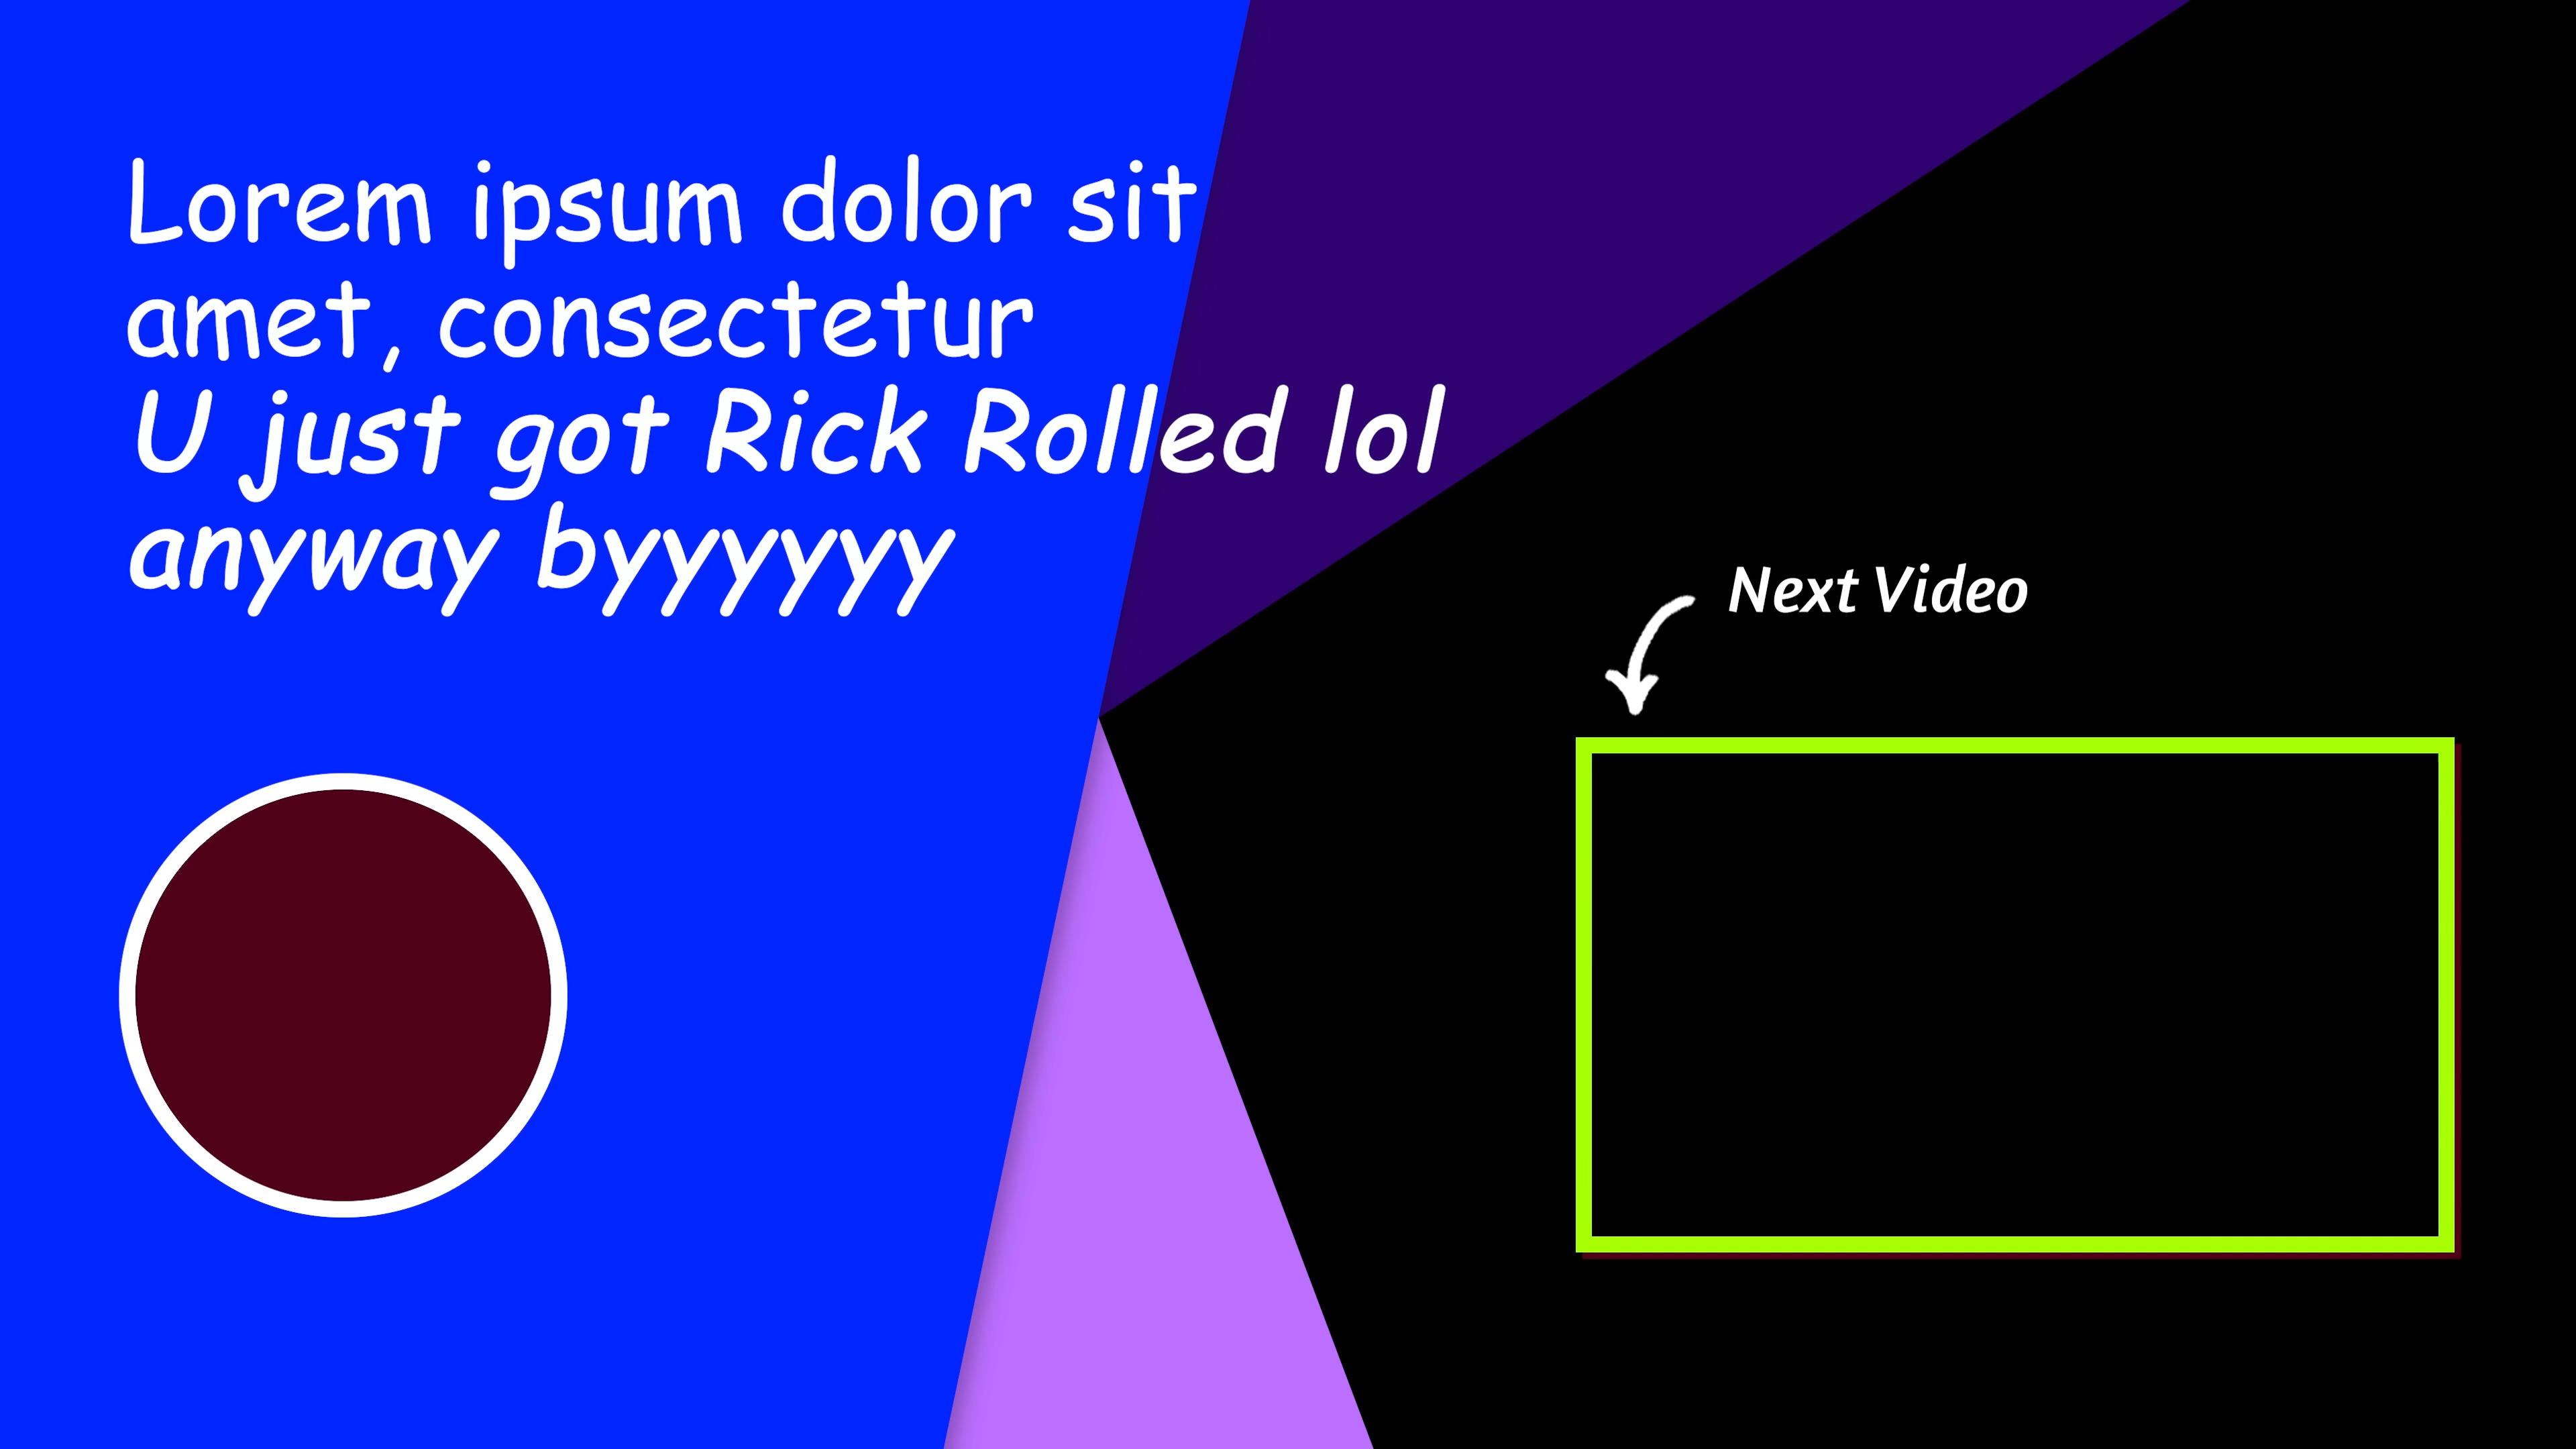 Lorem ipsum dolor sit
amet, consectetur
U just got Rick Rolled lol
anyway byyyyyy
Next Video